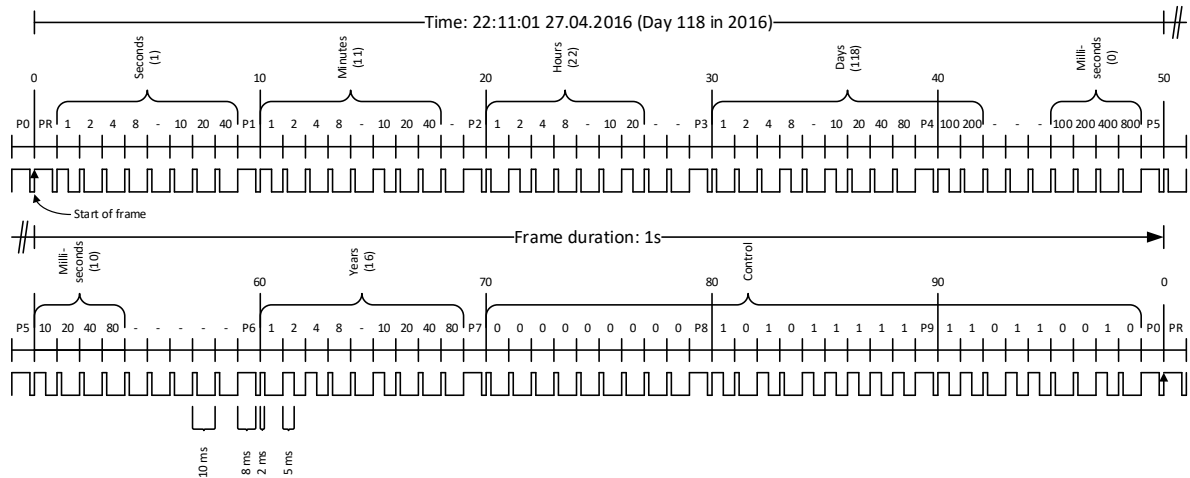 Time: 22:11:01 27.04.2016 (Day 118 in 2016)
Seconds
(1)
Minutes
(11)
Hours
(22)
Days
(118)
Milli-
seconds
(0)
0 10 20 30 40 50
P0 PR 1 2 4 8 - 10 20 40 P1 1 2 4 8 - 10 20 40 - P2 1 2 4 8 - 10 20 - - P3 1 2 4 8 - 10 20 40 80 P4 100 200 - - - 100 200 400 800 P5
Start of frame
Frame duration: 1s
Milli-
seconds
(10)
Years
(16)
Control
60 70 80 90 0
P5 10 20 40 80 - - - - - P6 1 2 4 8 - 10 20 40 80 P7 0 0 0 0 0 0 0 0 0 P8 1 0 1 0 1 1 1 1 1 P9 1 1 0 1 1 0 0 1 0 P0 PR
10 ms
8 ms
2 ms
5 ms